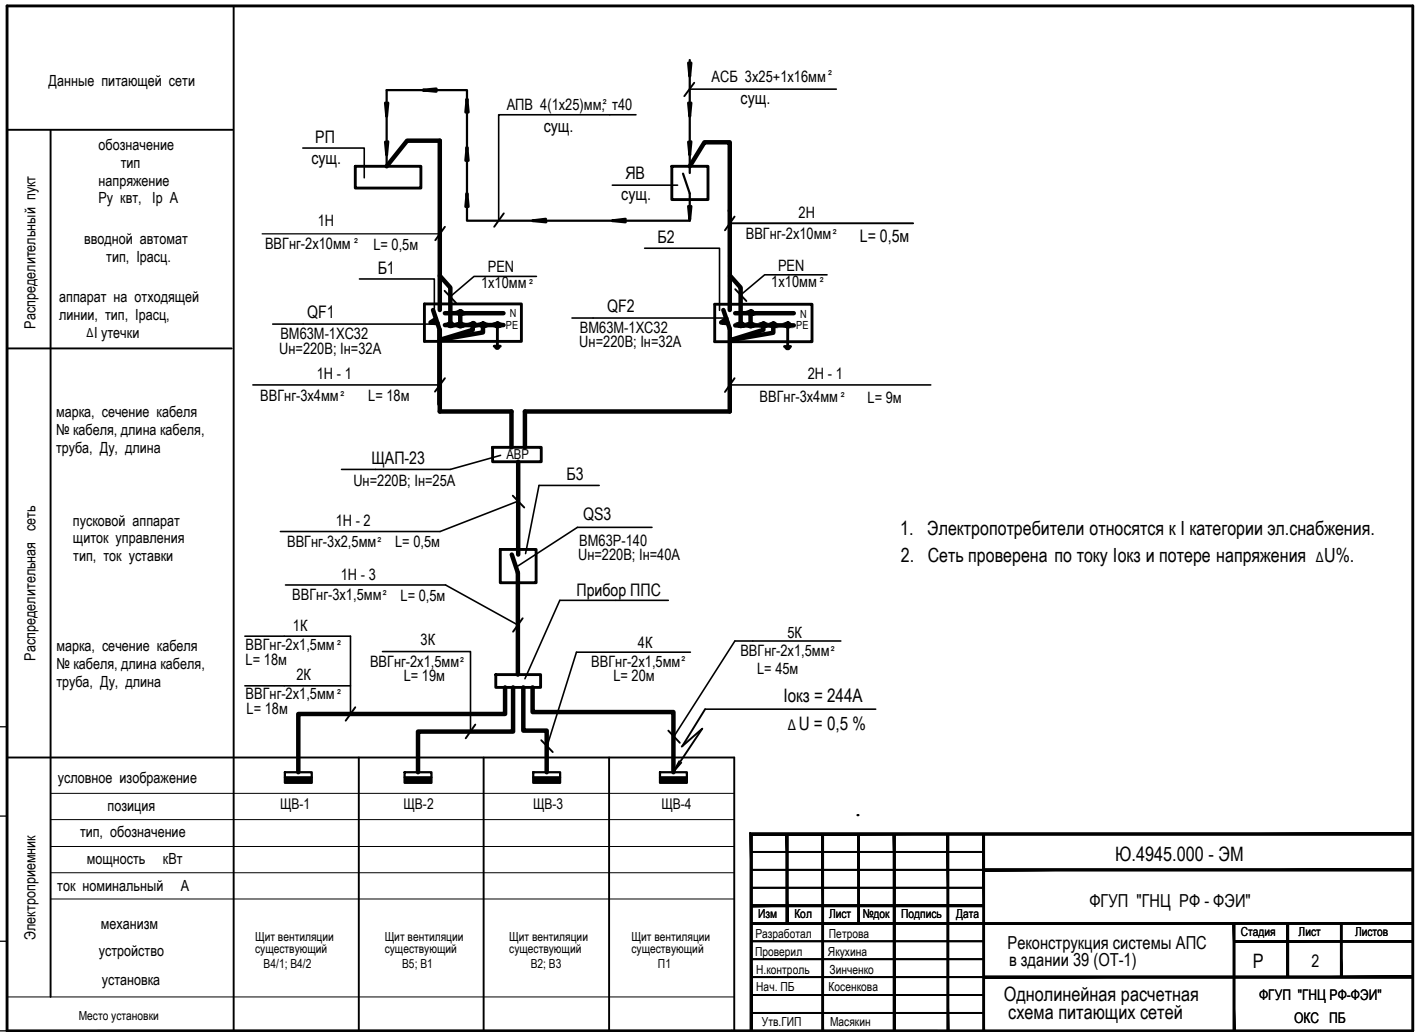 Данные питающей сети
Распределительный пункт
обозначение
тип
напряжение
Ру квт, Iр А
вводной автомат
тип, Iрасц.
аппарат на отходящей
линии, тип, Iрасц,
ΔI утечки
Распределительная сеть
марка, сечение кабеля
№ кабеля, длина кабеля,
труба, Ду, длина
пусковой аппарат
щиток управления
тип, ток уставки
марка, сечение кабеля
№ кабеля, длина кабеля,
труба, Ду, длина
АСБ 3х25+1х16мм²
сущ.
АПВ 4(1х25)мм², т40
сущ.
РП
сущ.
ЯВ
сущ.
1Н
ВВГнг-2х10мм² L= 0,5м
2Н
ВВГнг-2х10мм² L= 0,5м
Б1
PEN
1х10мм²
Б2
PEN
1х10мм²
QF1
ВМ63М-1ХС32
Uн=220В; Iн=32А
N
PE
QF2
ВМ63М-1ХС32
Uн=220В; Iн=32А
N
PE
1Н - 1
ВВГнг-3х4мм² L= 18м
2Н - 1
ВВГнг-3х4мм² L= 9м
АВР
ЩАП-23
Uн=220В; Iн=25А
Б3
1Н - 2
ВВГнг-3х2,5мм² L= 0,5м
QS3
ВМ63Р-140
Uн=220В; Iн=40А
1Н - 3
ВВГнг-3х1,5мм² L= 0,5м
Прибор ППС
1К
ВВГнг-2х1,5мм²
L= 18м
2К
ВВГнг-2х1,5мм²
L= 18м
3К
ВВГнг-2х1,5мм²
L= 19м
4К
ВВГнг-2х1,5мм²
L= 20м
5К
ВВГнг-2х1,5мм²
L= 45м
Iокз = 244А
Δ U = 0,5 %
1. Электропотребители относятся к I категории эл.снабжения.
2. Сеть проверена по току Iокз и потере напряжения ΔU%.
Электроприемник
условное изображение
позиция ЩВ-1 ЩВ-2 ЩВ-3 ЩВ-4
тип, обозначение
мощность кВт
ток номинальный А
механизм
устройство
установка
Щит вентиляции
существующий
В4/1; В4/2
Щит вентиляции
существующий
В5; В1
Щит вентиляции
существующий
В2; В3
Щит вентиляции
существующий
П1
Место установки
Ю.4945.000 - ЭМ
ФГУП "ГНЦ РФ - ФЭИ"
Изм Кол Лист №док Подпись Дата
Разработал Петрова
Проверил Якухина
Н.контроль Зинченко
Нач. ПБ Косенкова
Утв.ГИП Масякин
Реконструкция системы АПС
в здании 39 (ОТ-1)
Стадия Лист Листов
Р 2
Однолинейная расчетная
схема питающих сетей
ФГУП "ГНЦ РФ-ФЭИ"
ОКС ПБ